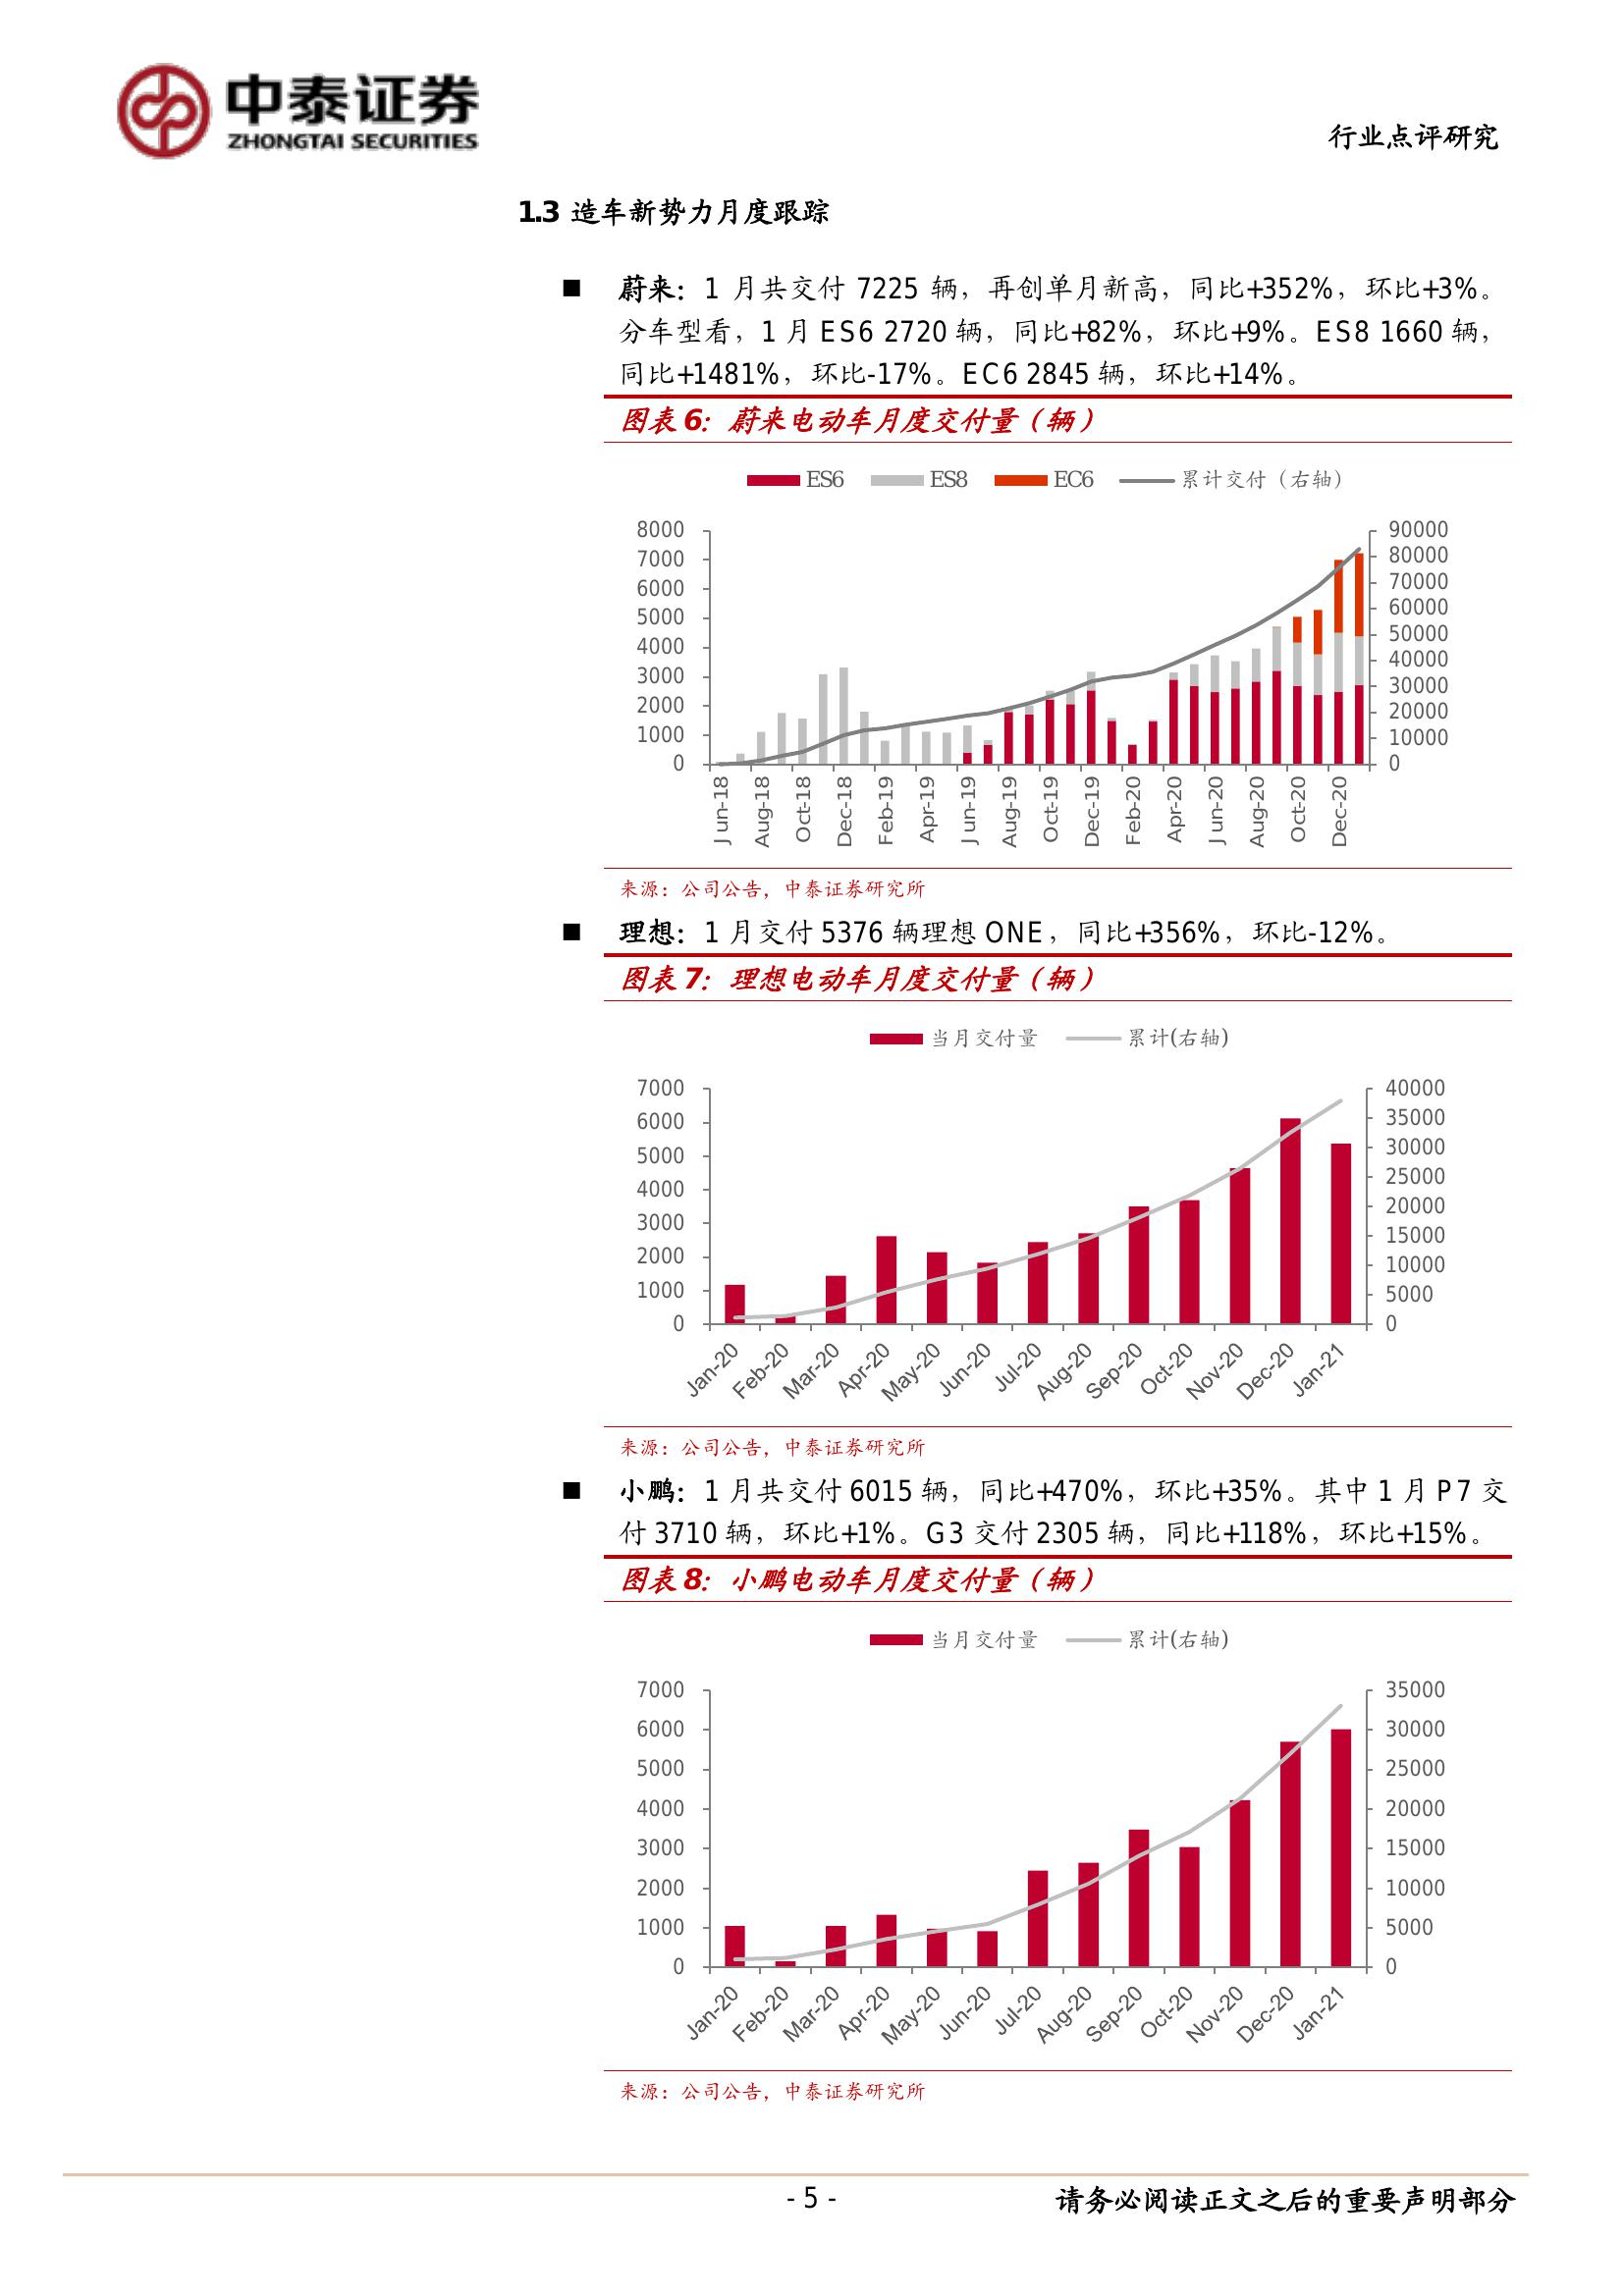 中泰证券
ZHONGTAI SECURITIES
行业点评研究
1.3 造车新势力月度跟踪
■ 蔚来：1 月共交付 7225 辆，再创单月新高，同比+352%，环比+3%。
分车型看，1 月 ES6 2720 辆，同比+82%，环比+9%。ES8 1660 辆，
同比+1481%，环比-17%。EC6 2845 辆，环比+14%。
图表 6：蔚来电动车月度交付量（辆）
ES6 ES8 EC6 累计交付（右轴）
8000 90000
7000 80000
6000 70000
5000 60000
4000 50000
3000 40000
2000 30000
1000 20000
0 10000
0
Jun-18 Aug-18 Oct-18 Dec-18 Feb-19 Apr-19 Jun-19 Aug-19 Oct-19 Dec-19 Feb-20 Apr-20 Jun-20 Aug-20 Oct-20 Dec-20
来源：公司公告，中泰证券研究所
■ 理想：1 月交付 5376 辆理想 ONE，同比+356%，环比-12%。
图表 7：理想电动车月度交付量（辆）
当月交付量 累计(右轴)
7000 40000
6000 35000
5000 30000
4000 25000
3000 20000
2000 15000
1000 10000
0 5000
0
Jan-20 Feb-20 Mar-20 Apr-20 May-20 Jun-20 Jul-20 Aug-20 Sep-20 Oct-20 Nov-20 Dec-20 Jan-21
来源：公司公告，中泰证券研究所
■ 小鹏：1 月共交付 6015 辆，同比+470%，环比+35%。其中 1 月 P7 交
付 3710 辆，环比+1%。G3 交付 2305 辆，同比+118%，环比+15%。
图表 8：小鹏电动车月度交付量（辆）
当月交付量 累计(右轴)
7000 35000
6000 30000
5000 25000
4000 20000
3000 15000
2000 10000
1000 5000
0 0
Jan-20 Feb-20 Mar-20 Apr-20 May-20 Jun-20 Jul-20 Aug-20 Sep-20 Oct-20 Nov-20 Dec-20 Jan-21
来源：公司公告，中泰证券研究所
- 5 -
请务必阅读正文之后的重要声明部分